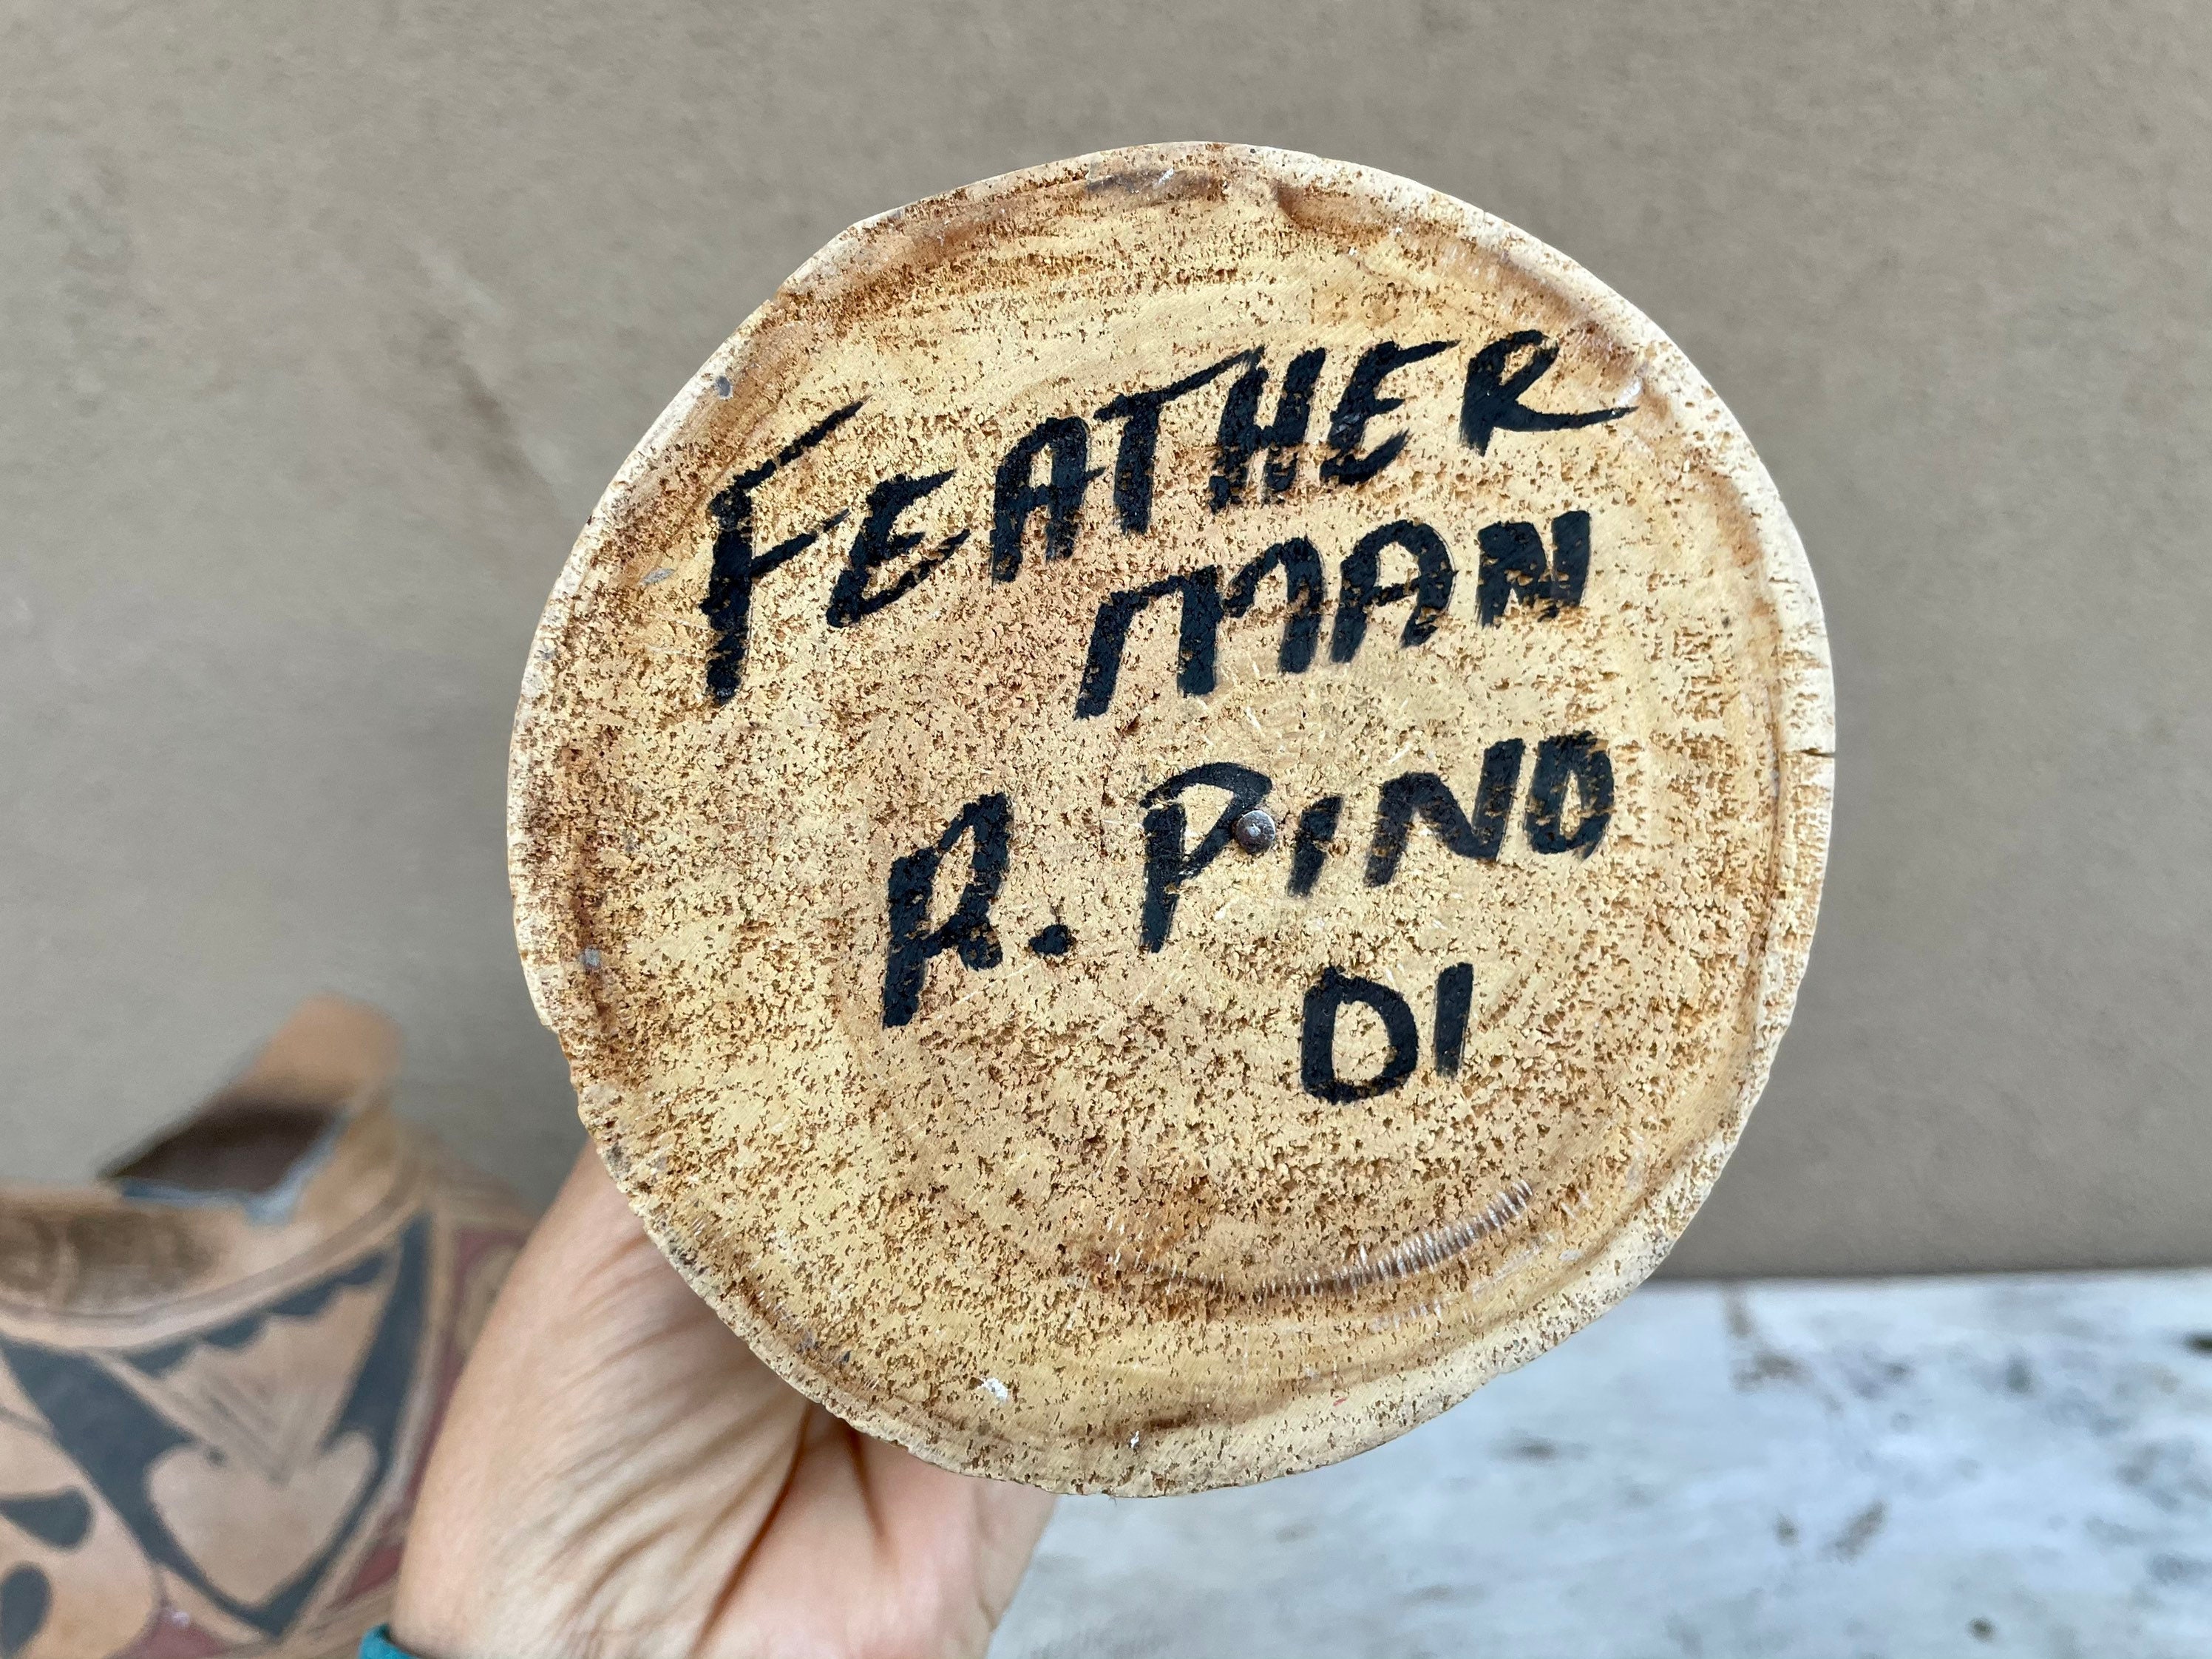 FEATHER
MAN
R. PINO
01